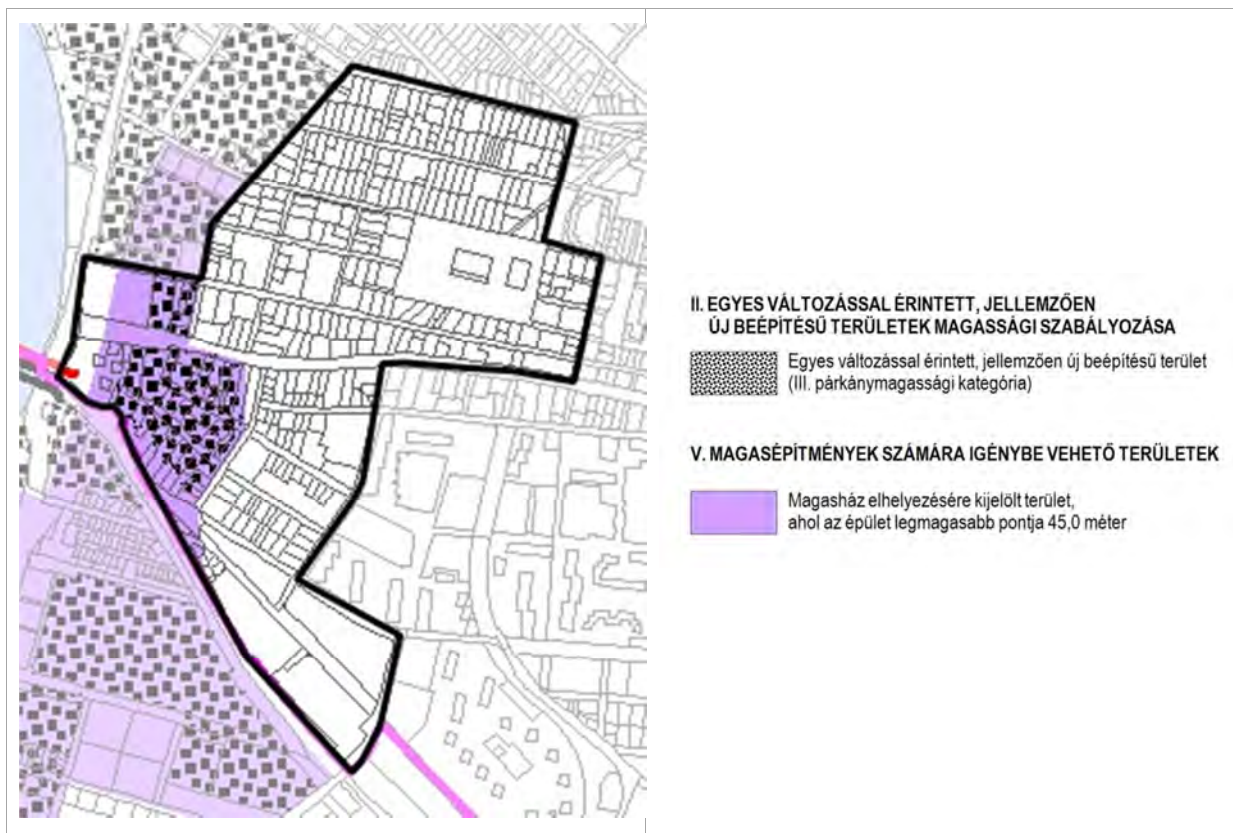 II. EGYES VÁLTOZÁSSAL ÉRINTETT, JELLEMZŐEN
ÚJ BEÉPÍTÉSŰ TERÜLETEK MAGASSÁGI SZABÁLYOZÁSA
Egyes változással érintett, jellemzően új beépítésű terület
(III. párkánymagassági kategória)
V. MAGASÉPÍTMÉNYEK SZÁMÁRA IGÉNYBE VEHETŐ TERÜLETEK
Magasház elhelyezésére kijelölt terület,
ahol az épület legmagasabb pontja 45,0 méter